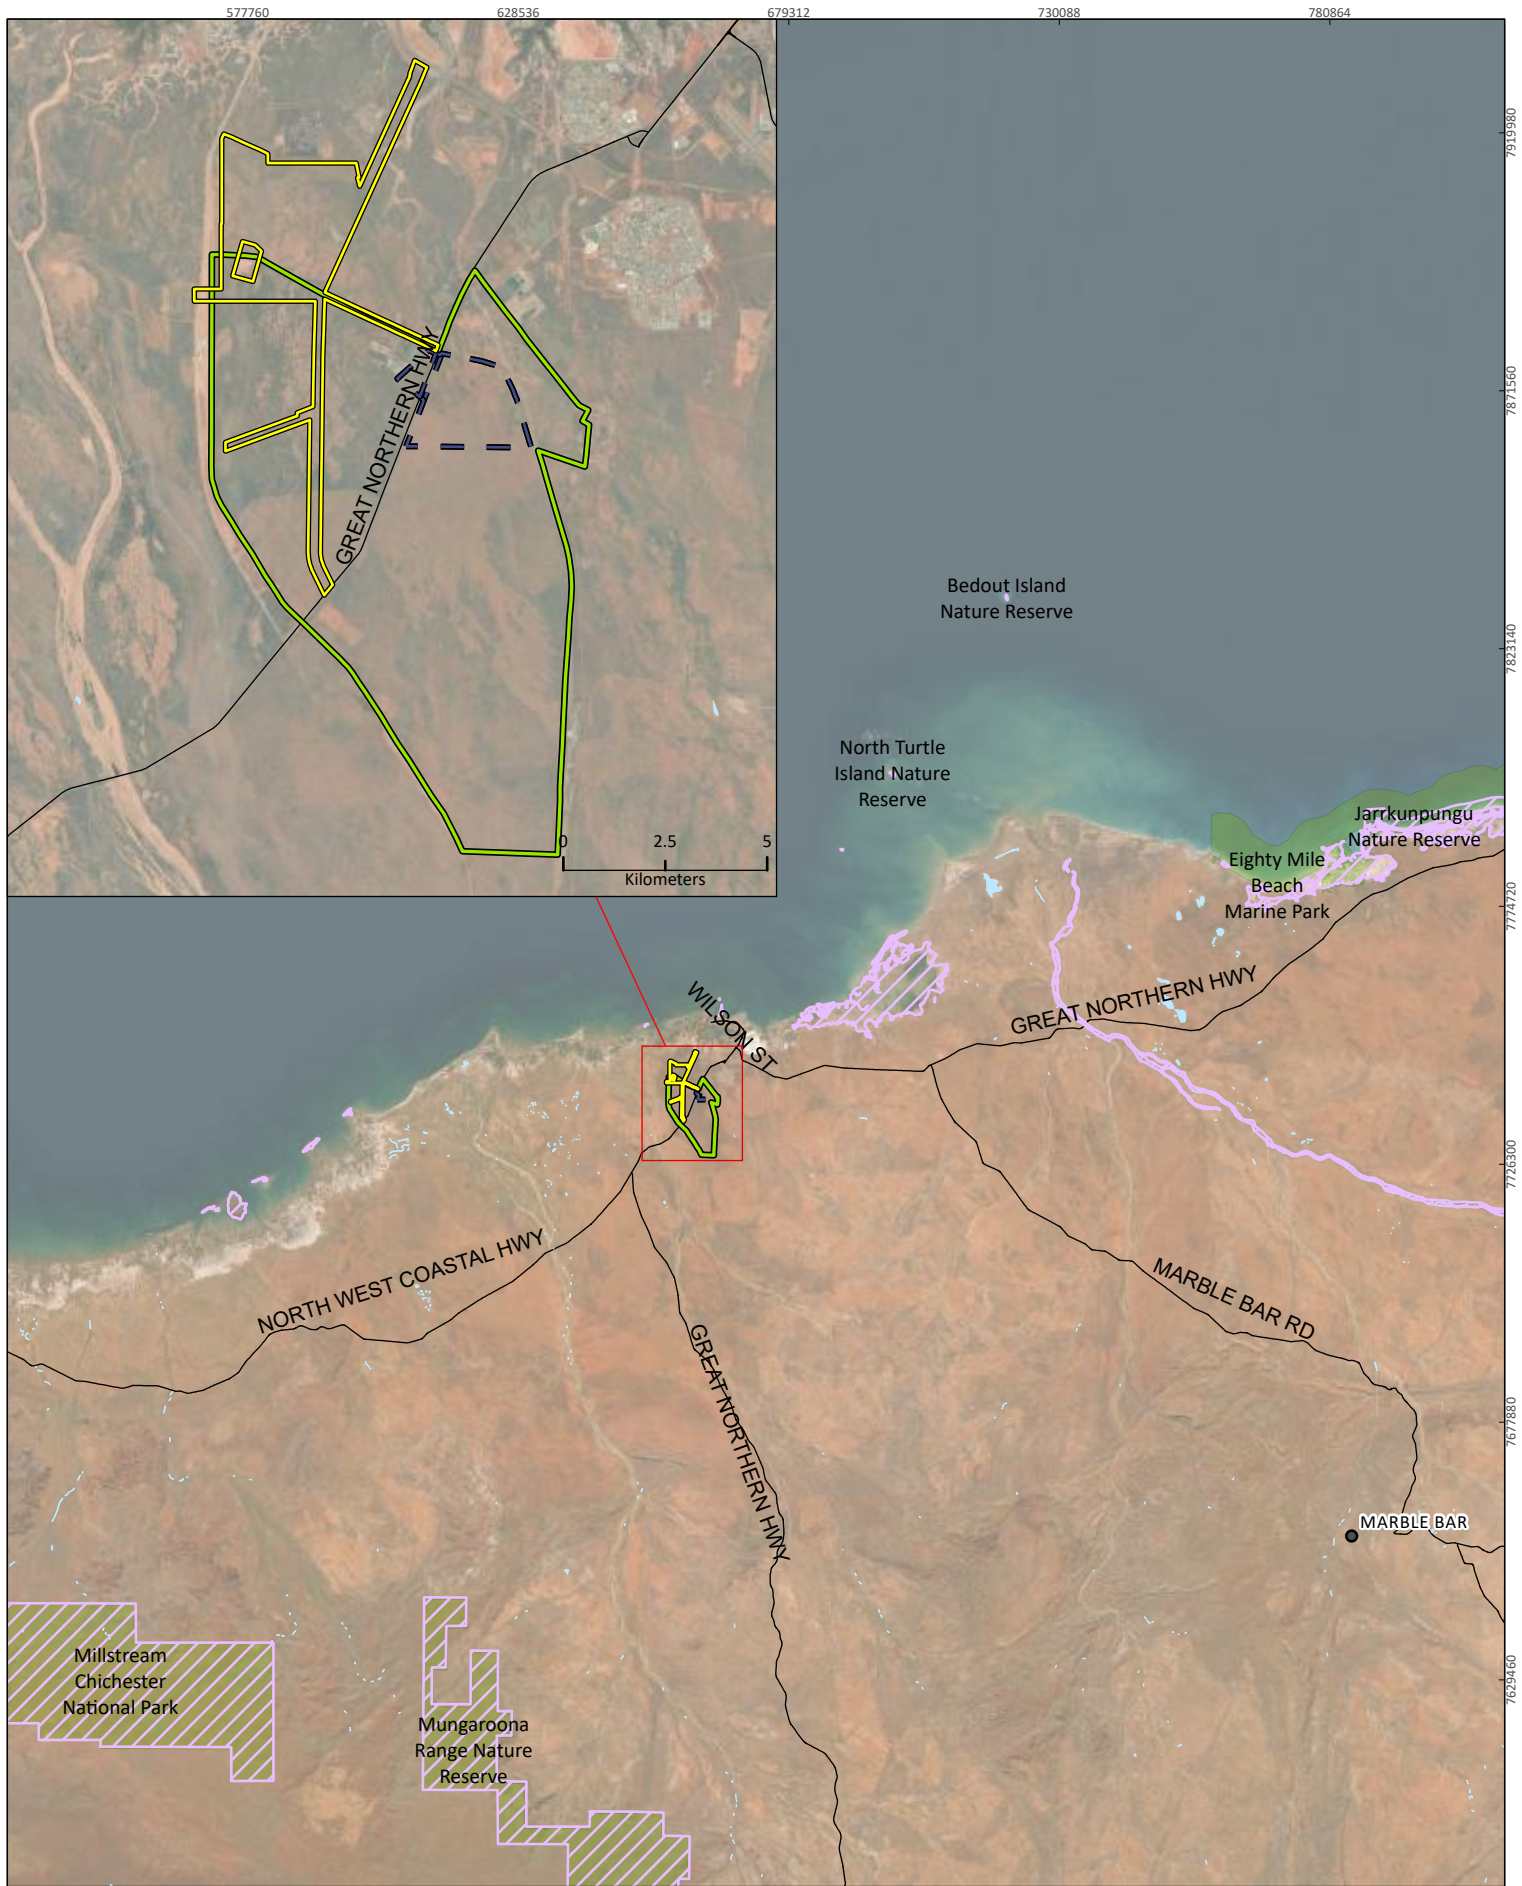 577760
628536
679312
730088
780864
7919980
7871560
7823140
7774720
7726300
7677880
7629460
GREAT NORTHERN HWY
0
2.5
5
Kilometers
Bedout Island
Nature Reserve
North Turtle
Island Nature
Reserve
Jarrkunpungu
Nature Reserve
Eighty Mile
Beach
Marine Park
WILSON ST
GREAT NORTHERN HWY
NORTH WEST COASTAL HWY
MARBLE BAR RD
GREAT NORTHERN HWY
MARBLE BAR
Millstream
Chichester
National Park
Mungaroona
Range Nature
Reserve